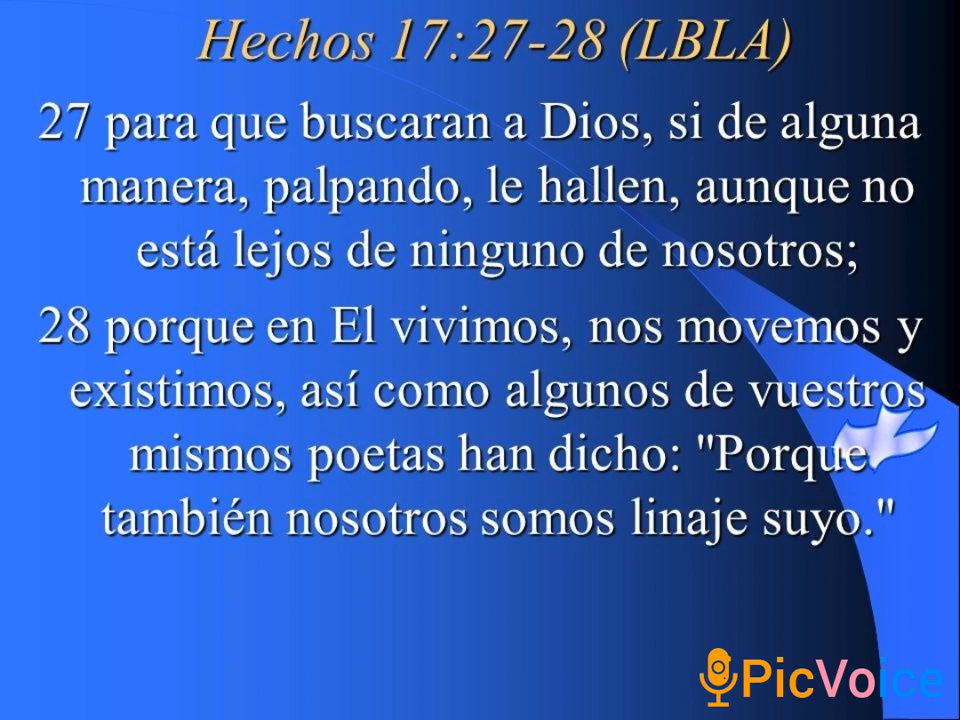 Hechos 17:27-28 (LBLA)
27 para que buscaran a Dios, si de alguna
manera, palpando, le hallen, aunque no
está lejos de ninguno de nosotros;
28 porque en El vivimos, nos movemos y
existimos, así como algunos de vuestros
mismos poetas han dicho: "Porque
también nosotros somos linaje suyo."
PicVoice